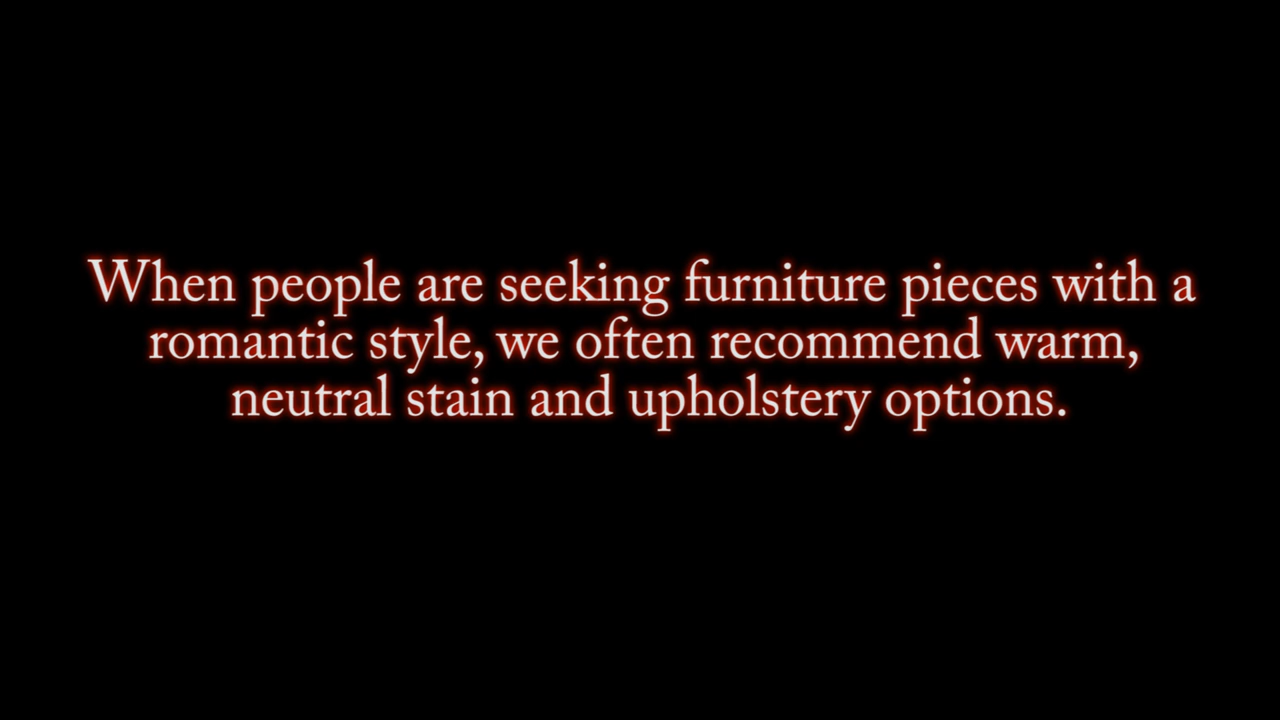 When people are seeking furniture pieces with a
romantic style, we often recommend warm,
neutral stain and upholstery options.